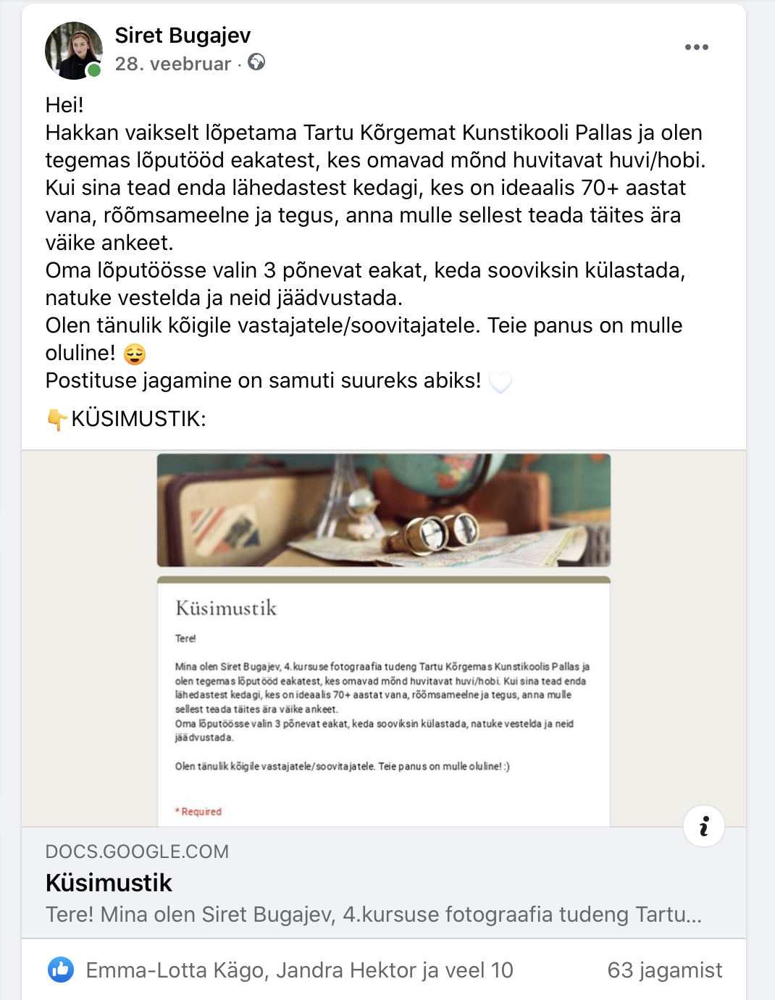 Siret Bugajev
28. veebruar ·
Hei!
Hakkan vaikselt lõpetama Tartu Kõrgemat Kunstikooli Pallas ja olen
tegemas lõputööd eakatest, kes omavad mõnd huvitavat huvi/hobi.
Kui sina tead enda lähedastest kedagi, kes on ideaalis 70+ aastat
vana, rõõmsameelne ja tegus, anna mulle sellest teada täites ära
väike ankeet.
Oma lõputöösse valin 3 põnevat eakat, keda sooviksin külastada,
natuke vestelda ja neid jäädvustada.
Olen tänulik kõigile vastajatele/soovitajatele. Teie panus on mulle
oluline! 😌
Postituse jagamine on samuti suureks abiks! 🤍
👇KÜSIMUSTIK:
Küsimustik
Tere!
Mina olen Siret Bugajev, 4.kursuse fotograafia tudeng Tartu Kõrgemas Kunstikoolis Pallas ja
olen tegemas lõputööd eakatest, kes omavad mõnd huvitavat huvi/hobi. Kui sina tead enda
lähedastest kedagi, kes on ideaalis 70+ aastat vana, rõõmsameelne ja tegus, anna mulle
sellest teada täites ära väike ankeet.
Oma lõputöösse valin 3 põnevat eakat, keda sooviksin külastada, natuke vestelda ja neid
jäädvustada.
Olen tänulik kõigile vastajatele/soovitajatele. Teie panus on mulle oluline! :)
* Required
DOCS.GOOGLE.COM
Küsimustik
Tere! Mina olen Siret Bugajev, 4.kursuse fotograafia tudeng Tartu...
Emma-Lotta Kägo, Jandra Hektor ja veel 10
63 jagamist